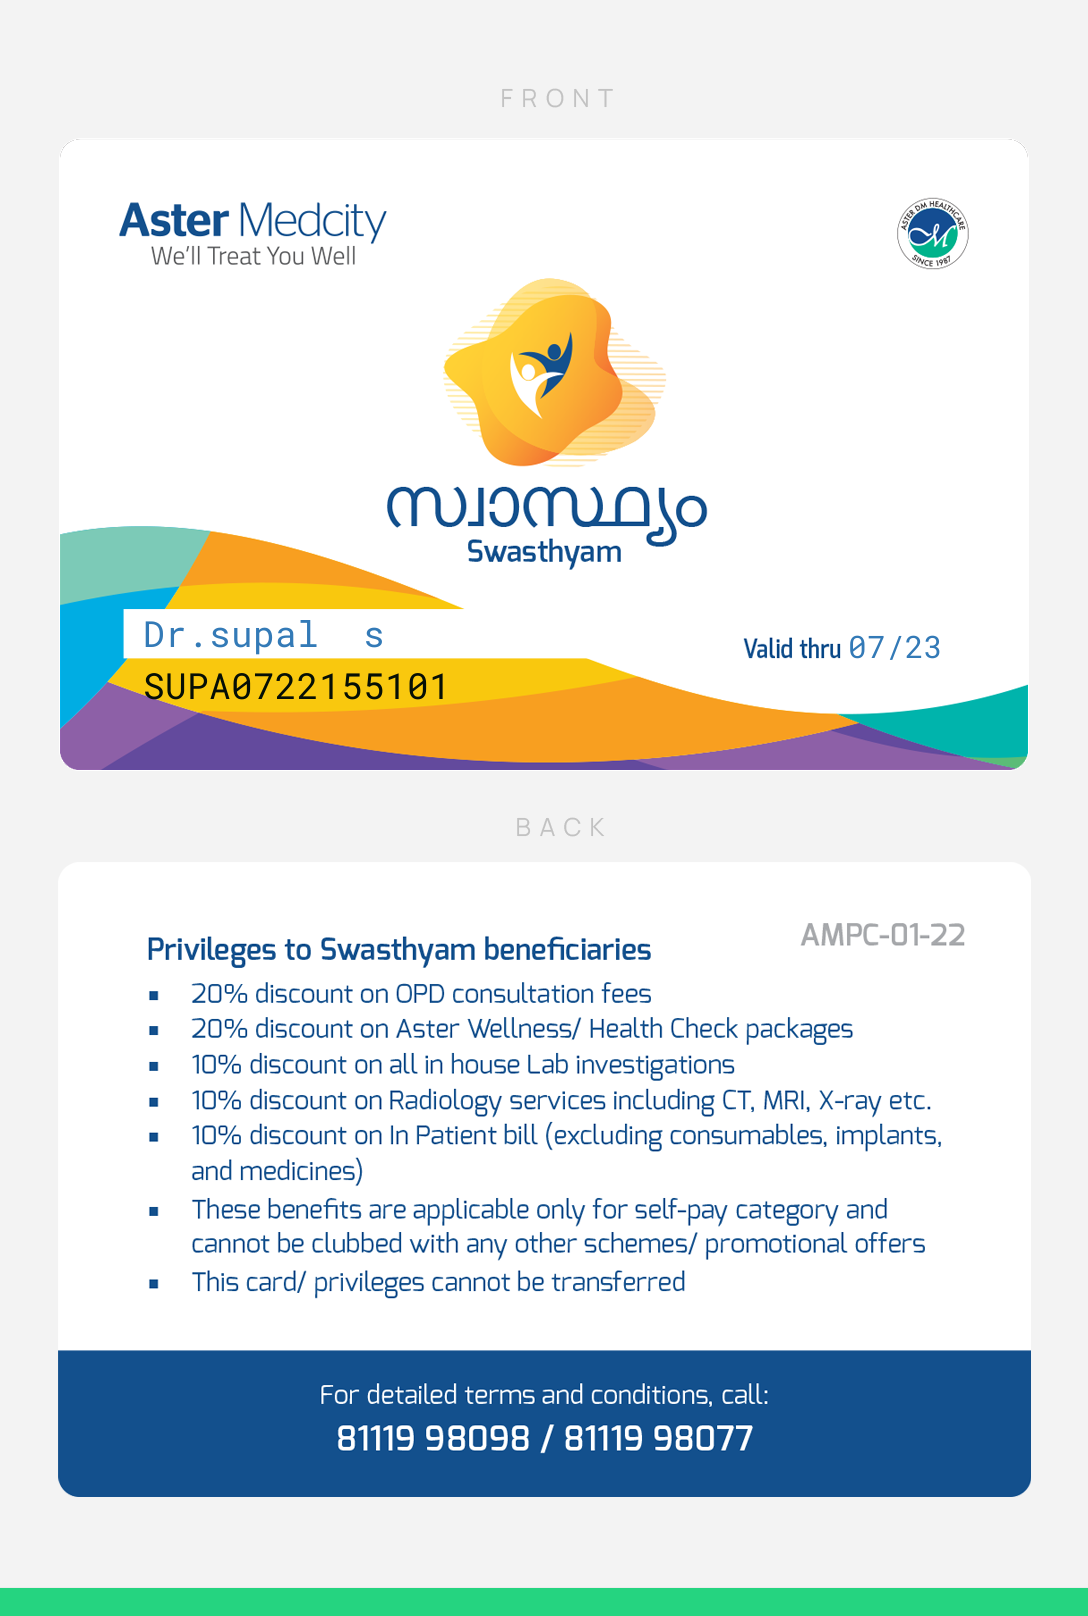 FRONT
Aster Medcity
We'll Treat You Well
ASTER DM HEALTHCARE
SINCE 1987
സ്വാസ്ഥ്യം
Swasthyam
Dr.supal  s
Valid thru 07/23
SUPA0722155101
BACK
AMPC-01-22
Privileges to Swasthyam beneficiaries
▪ 20% discount on OPD consultation fees
▪ 20% discount on Aster Wellness/ Health Check packages
▪ 10% discount on all in house Lab investigations
▪ 10% discount on Radiology services including CT, MRI, X-ray etc.
▪ 10% discount on In Patient bill (excluding consumables, implants,
and medicines)
▪ These benefits are applicable only for self-pay category and
cannot be clubbed with any other schemes/ promotional offers
▪ This card/ privileges cannot be transferred
For detailed terms and conditions, call:
81119 98098 / 81119 98077